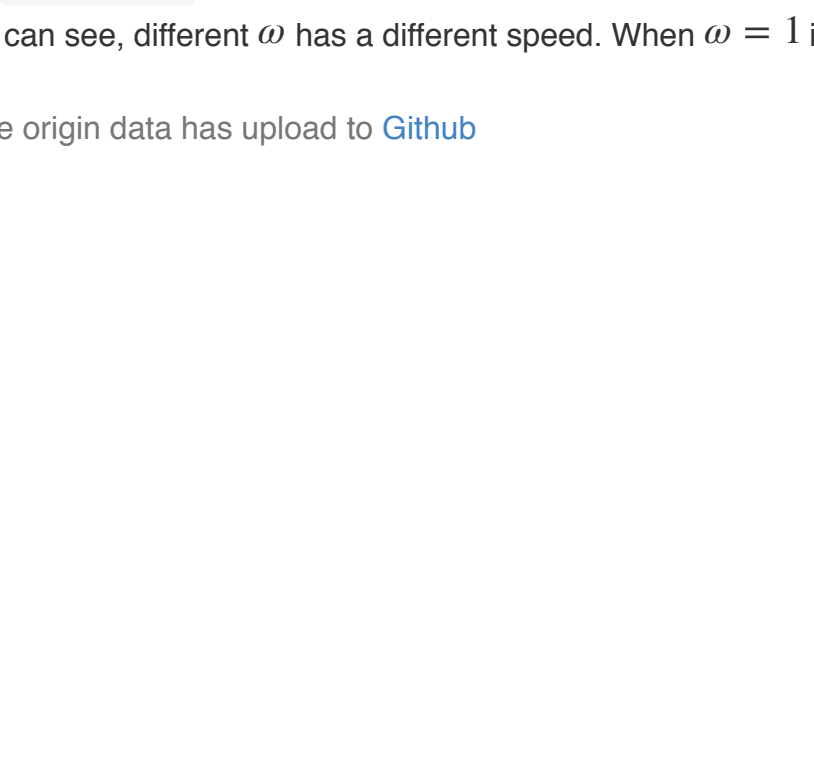 can see, different ω has a different speed. When ω = 1 i
e origin data has upload to Github